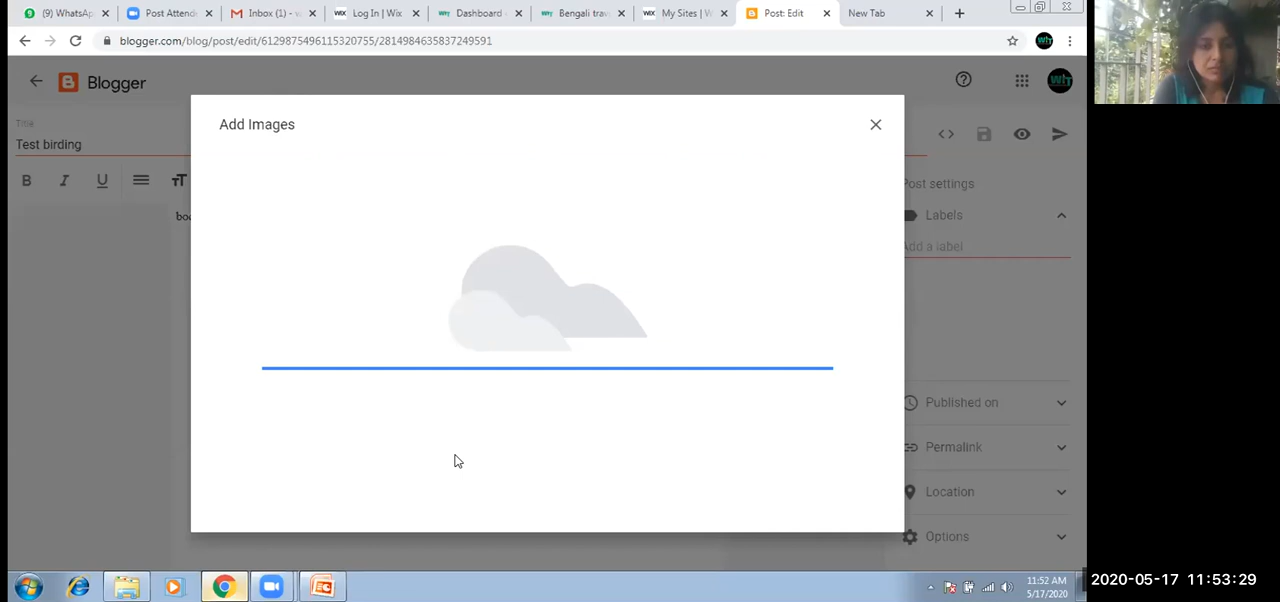 (9) WhatsAp
Post Attende
Inbox (1) -
Log In | Wix
Dashboard
Bengali trav
My Sites | W
Post: Edit
New Tab
blogger.com/blog/post/edit/6129875496115320755/2814984635837249591
Blogger
Title
Test birding
Add Images
Post settings
Labels
Add a label
Published on
Permalink
Location
Options
11:52 AM
5/17/2020
2020-05-17 11:53:29